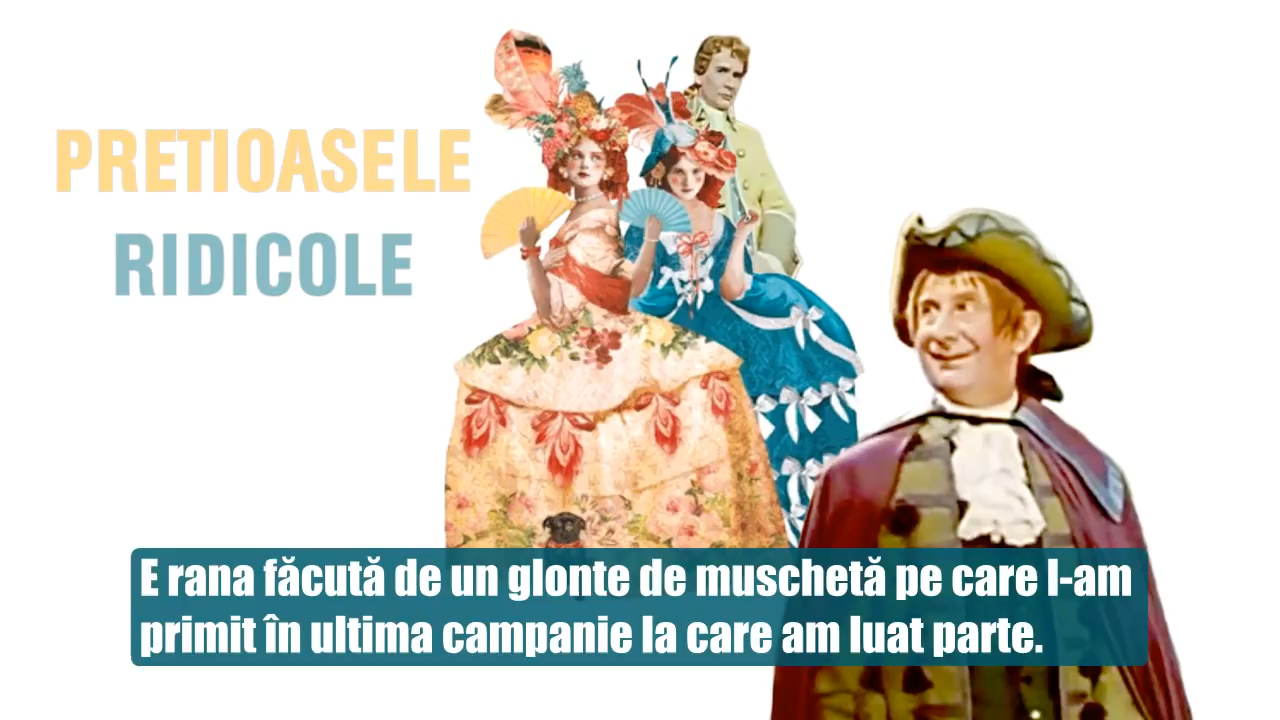 PRETIOASELE
RIDICOLE
E rana făcută de un glonte de muschetă pe care l-am
primit în ultima campanie la care am luat parte.